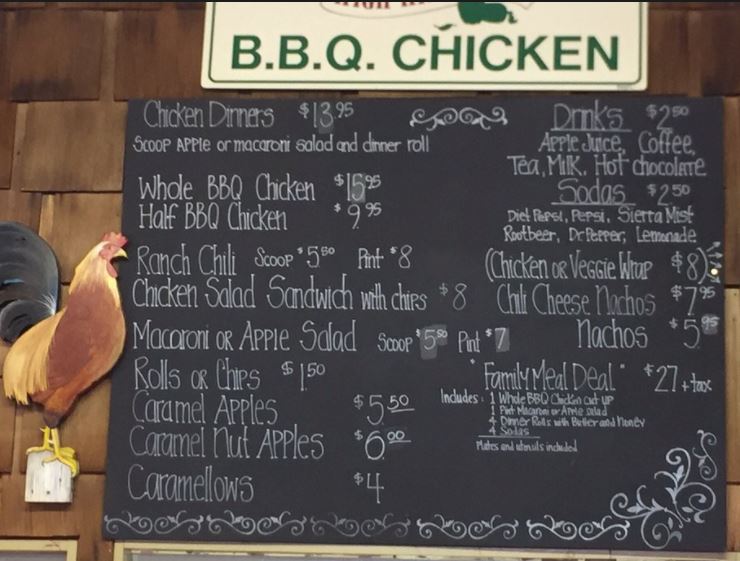 B.B.Q. CHICKEN
Chicken Dinners $13.95
Scoop Apple or macaroni salad and dinner roll
Whole BBQ Chicken $15.95
Half BBQ Chicken $9.95
Ranch Chili Scoop $5.50 Pint $8
Chicken Salad Sandwich with chips $8
Macaroni or Apple Salad Scoop $5.50 Pint $7
Rolls or Chips $1.50
Caramel Apples $5.50
Caramel Nut Apples $6.00
Caramellows $4
Drinks $2.50
Apple Juice, Coffee,
Tea, Milk, Hot chocolate
Sodas $2.50
Diet Pepsi, Pepsi, Sierra Mist
Rootbeer, Dr Pepper, Lemonade
(Chicken or Veggie Wrap $8)
Chili Cheese Nachos $7.95
Nachos $5.95
"Family Meal Deal" $27 + tax
Includes: 1 Whole BBQ Chicken cut up
1 Pint Macaroni or Apple salad
4 Dinner Rolls with Butter and Honey
4 Sodas
Plates and utensils included